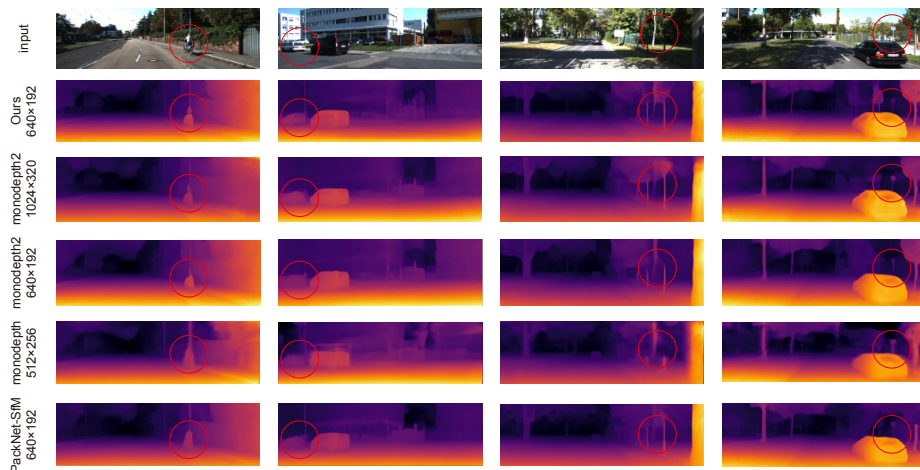 input
Ours
640×192
monodepth2
1024×320
monodepth2
640×192
monodepth
512×256
PackNet-SfM
640×192